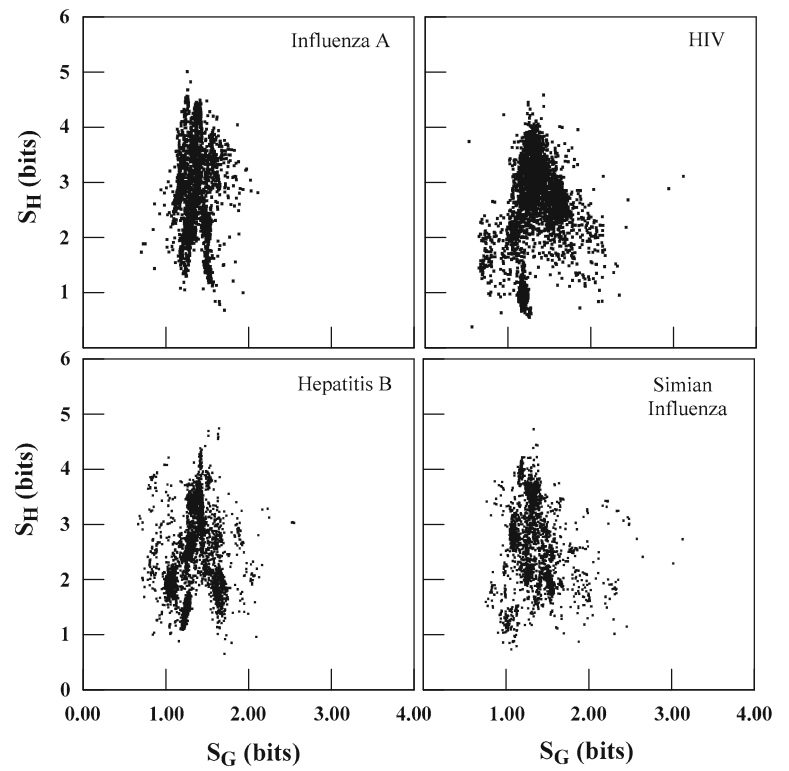 6
Influenza A
HIV
5
4
3
2
1
S_H (bits)
6
Hepatitis B
Simian
Influenza
5
4
3
2
1
0
S_H (bits)
0.00 1.00 2.00 3.00 4.00 1.00 2.00 3.00 4.00
S_G (bits) S_G (bits)